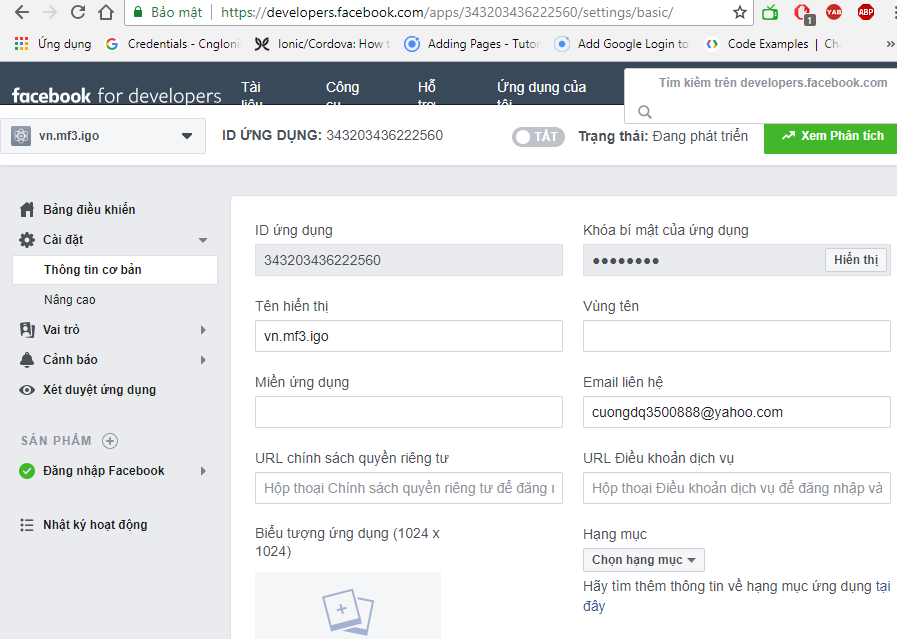 Bảo mật | https://developers.facebook.com/apps/343203436222560/settings/basic/
1 YAB ABP
Ứng dụng Credentials - Cngloni Ionic/Cordova: How t Adding Pages - Tutor Add Google Login to Code Examples | Ch »
facebook for developers Tài liệu Công cụ Hỗ trợ Ứng dụng của tôi
Tìm kiếm trên developers.facebook.com
vn.mf3.igo ID ỨNG DỤNG: 343203436222560 TẮT Trạng thái: Đang phát triển Xem Phân tích
Bảng điều khiển
Cài đặt
Thông tin cơ bản
Nâng cao
Vai trò
Cảnh báo
Xét duyệt ứng dụng
SẢN PHẨM
Đăng nhập Facebook
Nhật ký hoạt động
ID ứng dụng Khóa bí mật của ứng dụng
343203436222560 ●●●●●●●● Hiển thị
Tên hiển thị Vùng tên
vn.mf3.igo
Miền ứng dụng Email liên hệ
cuongdq3500888@yahoo.com
URL chính sách quyền riêng tư URL Điều khoản dịch vụ
Hộp thoại Chính sách quyền riêng tư để đăng Hộp thoại Điều khoản dịch vụ để đăng nhập và
Biểu tượng ứng dụng (1024 x
1024)
Hạng mục
Chọn hạng mục
Hãy tìm thêm thông tin về hạng mục ứng dụng tại
đây